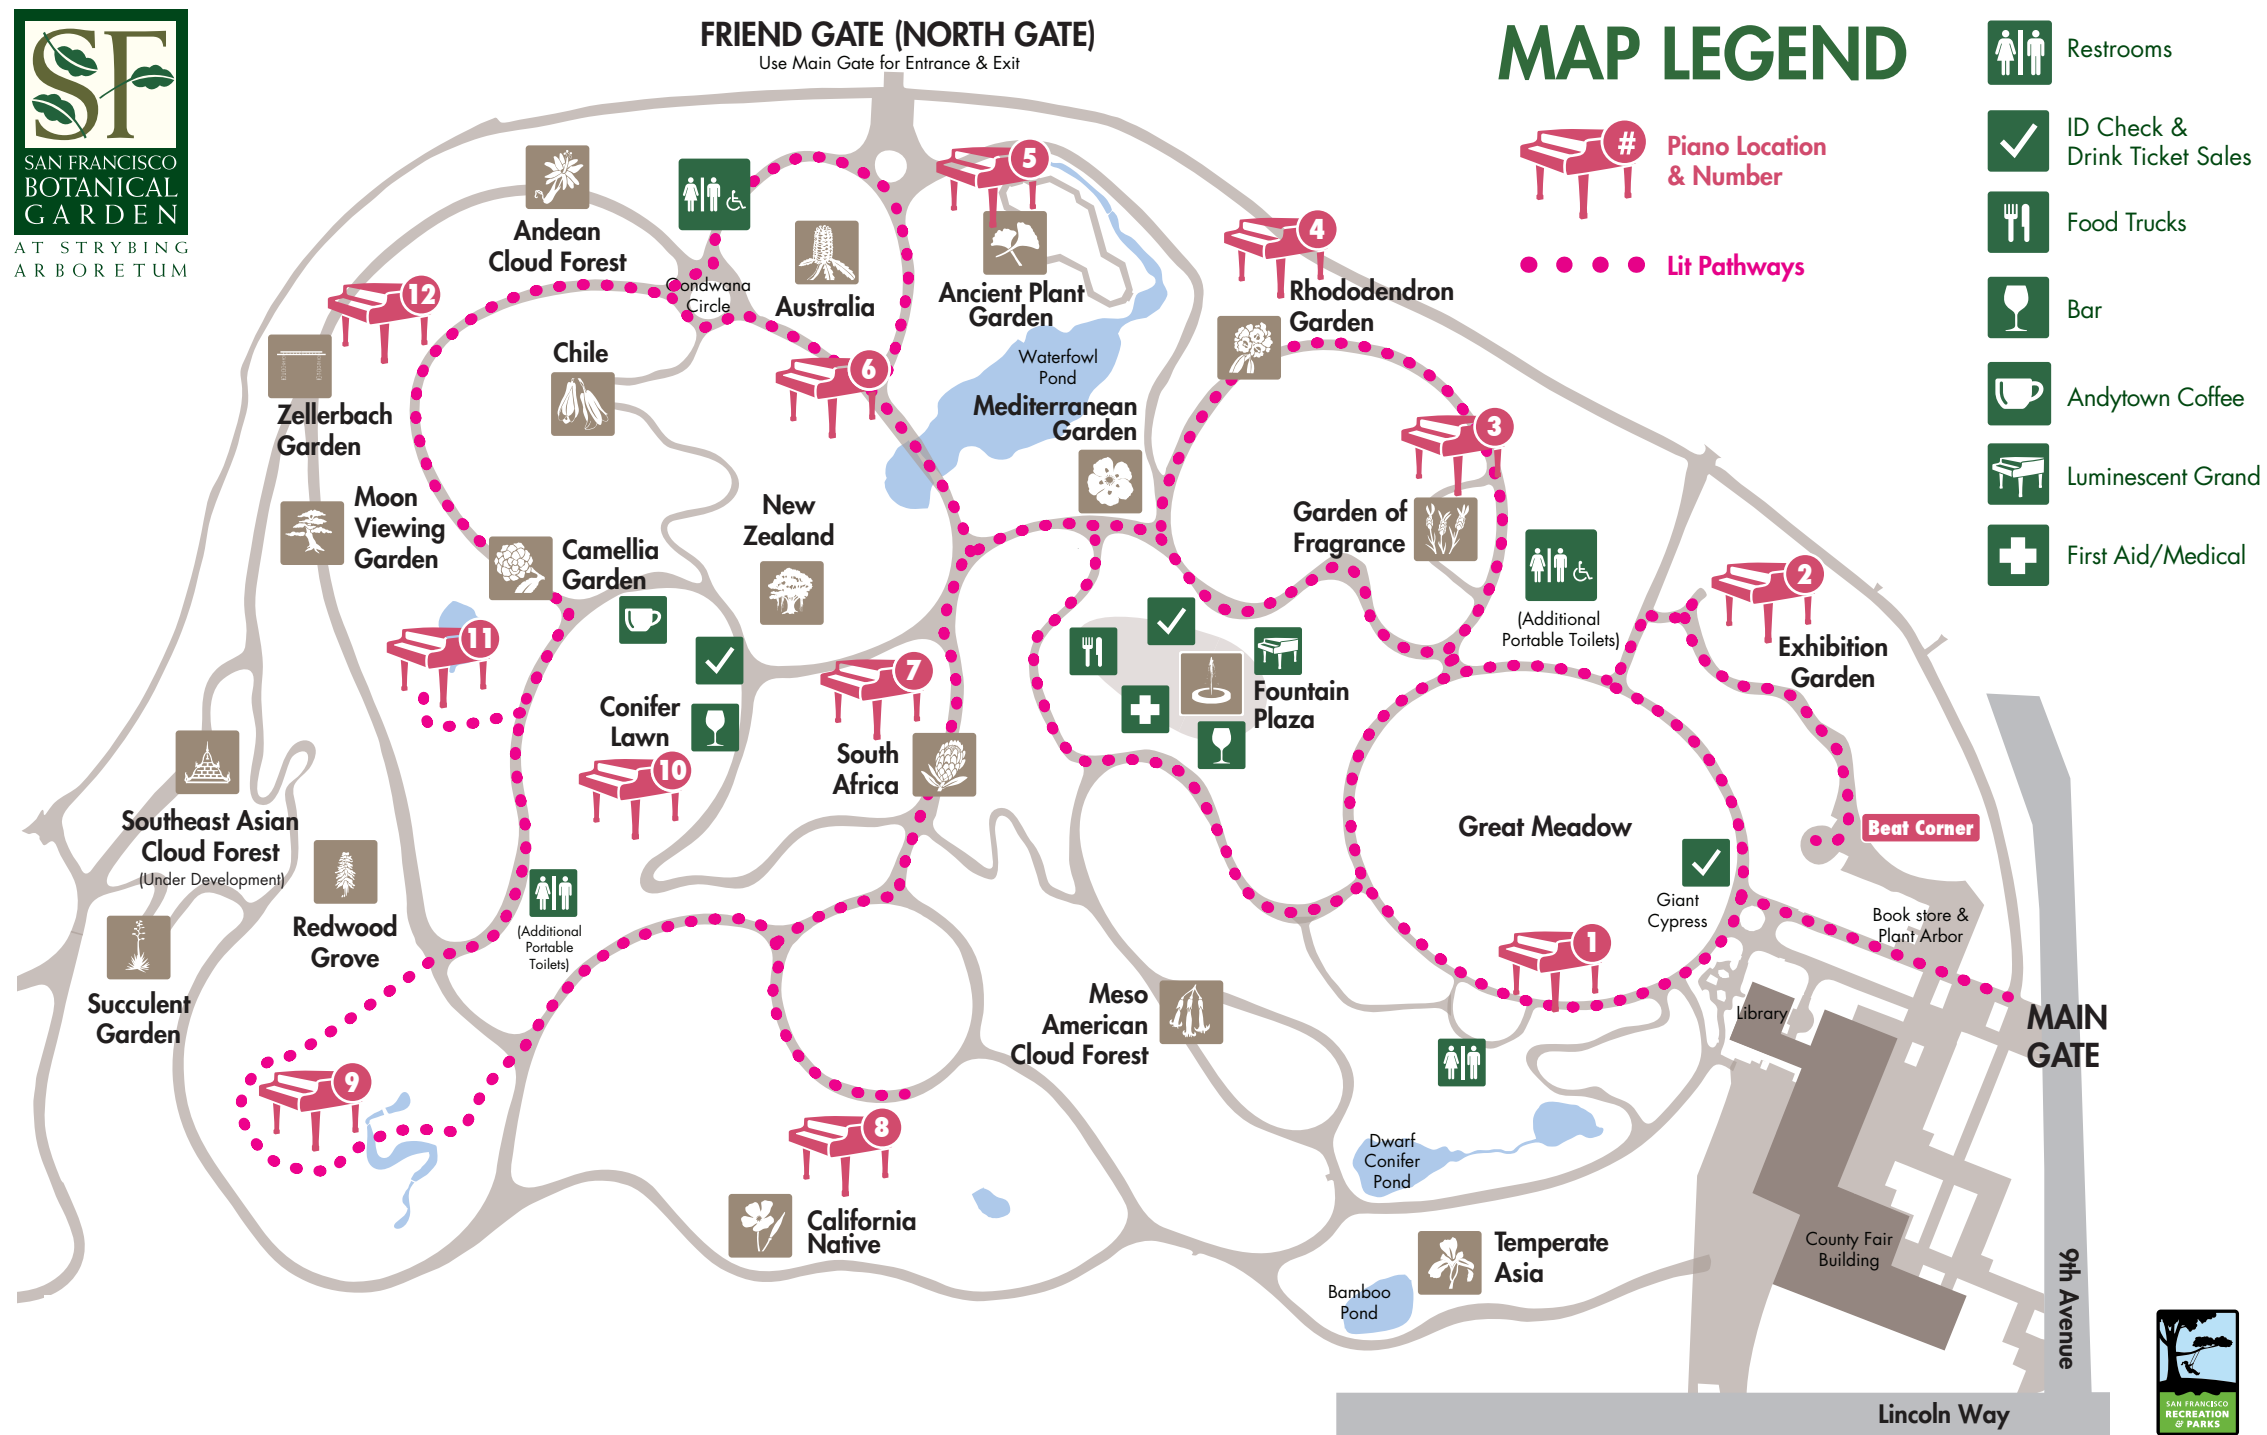 SF
SAN FRANCISCO
BOTANICAL
GARDEN
AT STRYBING
ARBORETUM
FRIEND GATE (NORTH GATE)
Use Main Gate for Entrance & Exit
MAP LEGEND
#
Piano Location
& Number
Lit Pathways
Restrooms
ID Check &
Drink Ticket Sales
Food Trucks
Bar
Andytown Coffee
Luminescent Grand
First Aid/Medical
5
4
Andean
Cloud Forest
Gondwana
Circle
Australia
Ancient Plant
Garden
Rhododendron
Garden
12
Chile
6
Waterfowl
Pond
Mediterranean
Garden
3
Zellerbach
Garden
Moon
Viewing
Garden
Camellia
Garden
New
Zealand
Garden of
Fragrance
(Additional
Portable Toilets)
2
Exhibition
Garden
11
7
Conifer
Lawn
10
South
Africa
Fountain
Plaza
Southeast Asian
Cloud Forest
(Under Development)
Great Meadow
Beat Corner
Giant
Cypress
Book store &
Plant Arbor
Redwood
Grove
(Additional
Portable
Toilets)
1
Succulent
Garden
Meso
American
Cloud Forest
Library
MAIN
GATE
9
8
Dwarf
Conifer
Pond
California
Native
Temperate
Asia
Bamboo
Pond
County Fair
Building
9th Avenue
Lincoln Way
SAN FRANCISCO
RECREATION
& PARKS